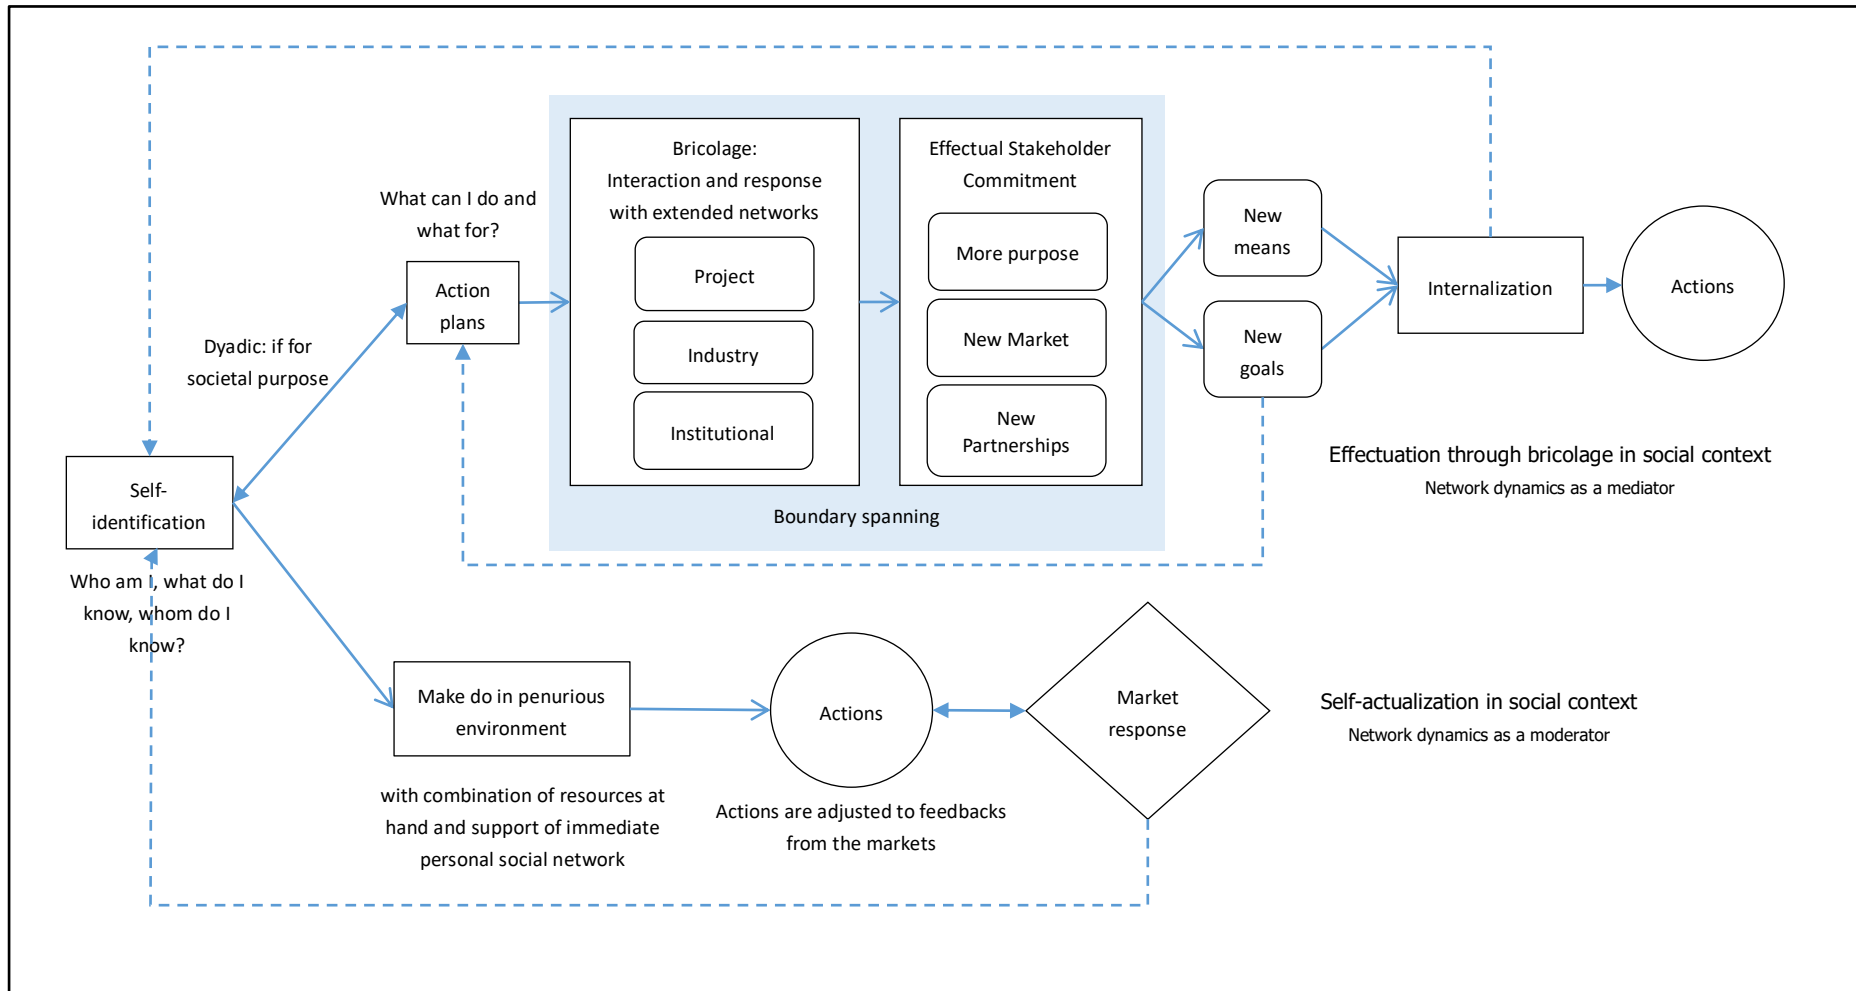 Bricolage:
Interaction and response
with extended networks
Project
Industry
Institutional
Effectual Stakeholder
Commitment
More purpose
New Market
New
Partnerships
Boundary spanning
What can I do and
what for?
Action
plans
New
means
New
goals
Internalization
Actions
Dyadic: if for
societal purpose
Self-
identification
Who am I, what do I
know, whom do I
know?
Effectuation through bricolage in social context
Network dynamics as a mediator
Make do in penurious
environment
with combination of resources at
hand and support of immediate
personal social network
Actions
Actions are adjusted to feedbacks
from the markets
Market
response
Self-actualization in social context
Network dynamics as a moderator